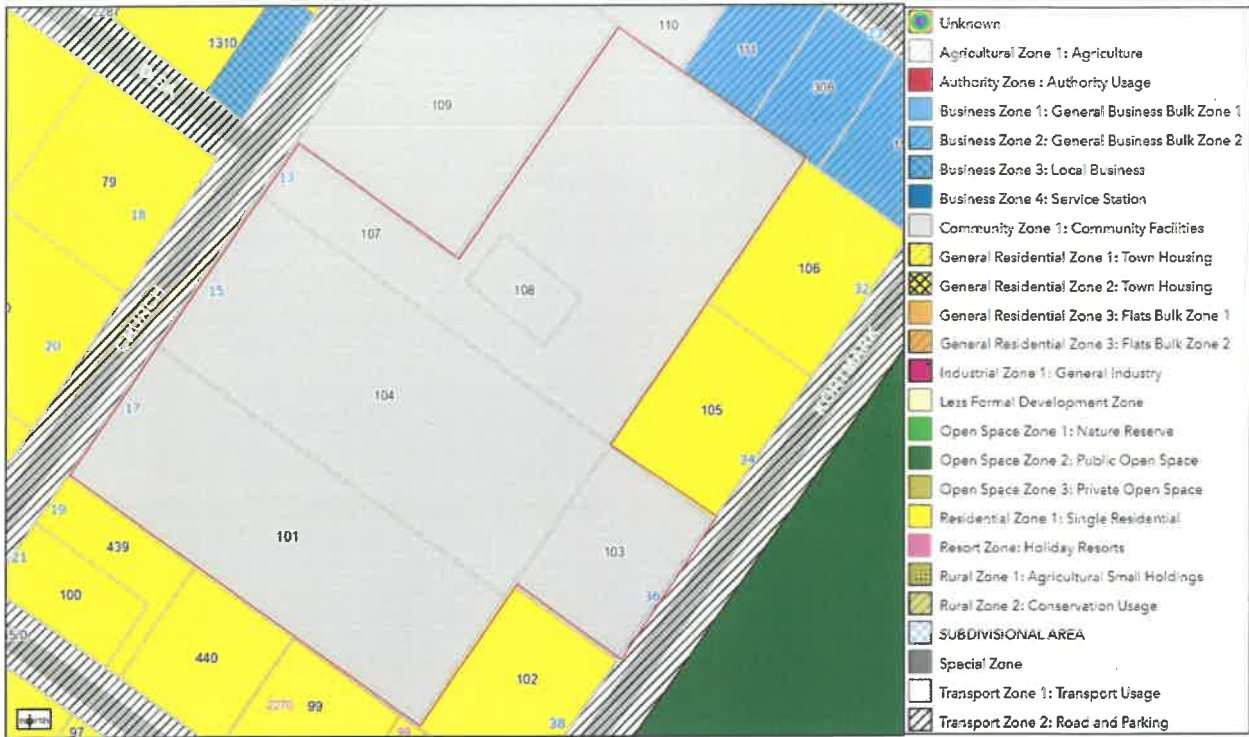 1310
110
111
306
109
79
18
13
107
108
106
32
15
CHURCH
20
104
105
17
34
19
439
101
103
21
100
36
440
102
2270
99
38
97
north
Unknown
Agricultural Zone 1: Agriculture
Authority Zone : Authority Usage
Business Zone 1: General Business Bulk Zone 1
Business Zone 2: General Business Bulk Zone 2
Business Zone 3: Local Business
Business Zone 4: Service Station
Community Zone 1: Community Facilities
General Residential Zone 1: Town Housing
General Residential Zone 2: Town Housing
General Residential Zone 3: Flats Bulk Zone 1
General Residential Zone 3: Flats Bulk Zone 2
Industrial Zone 1: General Industry
Less Formal Development Zone
Open Space Zone 1: Nature Reserve
Open Space Zone 2: Public Open Space
Open Space Zone 3: Private Open Space
Residential Zone 1: Single Residential
Resort Zone: Holiday Resorts
Rural Zone 1: Agricultural Small Holdings
Rural Zone 2: Conservation Usage
SUBDIVISIONAL AREA
Special Zone
Transport Zone 1: Transport Usage
Transport Zone 2: Road and Parking